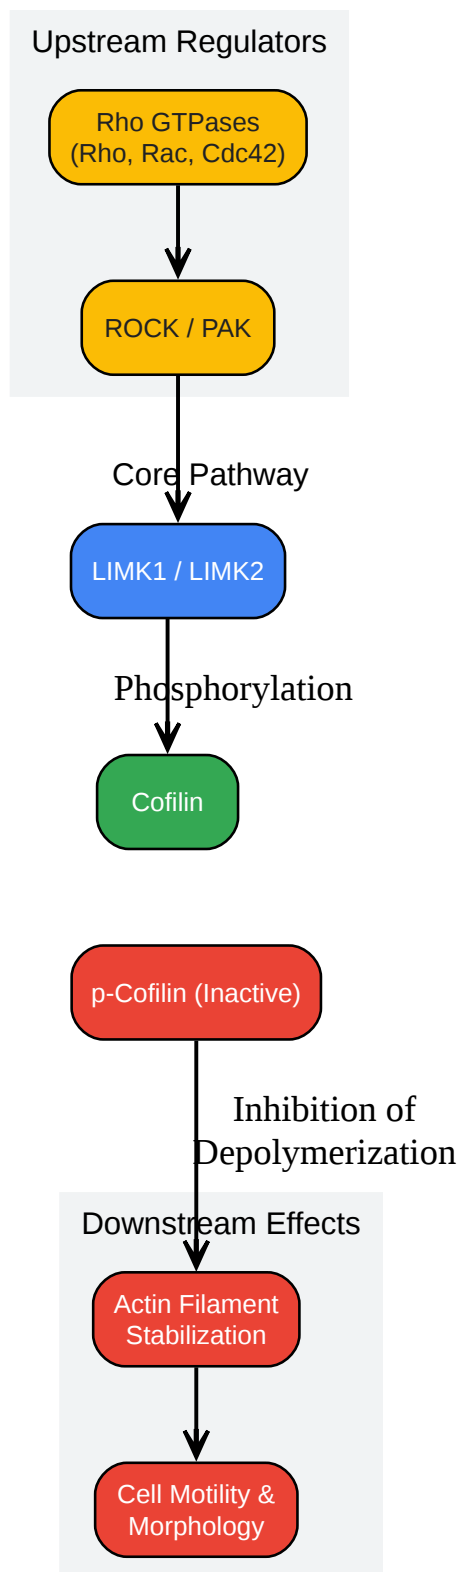 Upstream Regulators
Rho GTPases
(Rho, Rac, Cdc42)
ROCK / PAK
Core Pathway
LIMK1 / LIMK2
Phosphorylation
Cofilin
p-Cofilin (Inactive)
Inhibition of
Depolymerization
Downstream Effects
Actin Filament
Stabilization
Cell Motility &
Morphology